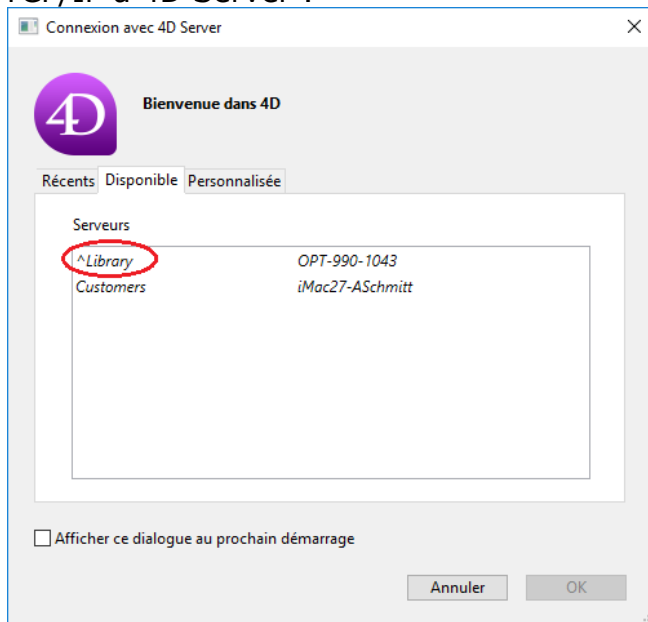 Connexion avec 4D Server
4D
Bienvenue dans 4D
Récents Disponible Personnalisée
Serveurs
^Library OPT-990-1043
Customers iMac27-ASchmitt
Afficher ce dialogue au prochain démarrage
Annuler OK